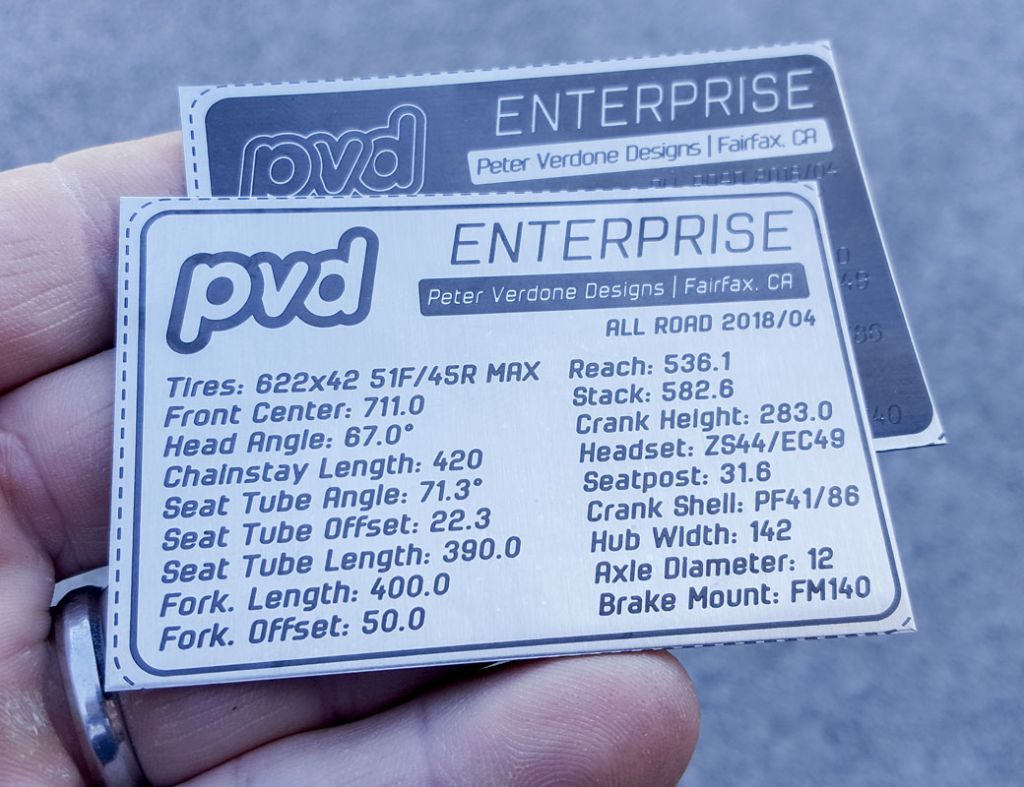 pvd
ENTERPRISE
Peter Verdone Designs | Fairfax, CA
pvd
ENTERPRISE
Peter Verdone Designs | Fairfax, CA
ALL ROAD 2018/04
Tires: 622x42 51F/45R MAX
Front Center: 711.0
Head Angle: 67.0°
Chainstay Length: 420
Seat Tube Angle: 71.3°
Seat Tube Offset: 22.3
Seat Tube Length: 390.0
Fork. Length: 400.0
Fork. Offset: 50.0
Reach: 536.1
Stack: 582.6
Crank Height: 283.0
Headset: ZS44/EC49
Seatpost: 31.6
Crank Shell: PF41/86
Hub Width: 142
Axle Diameter: 12
Brake Mount: FM140